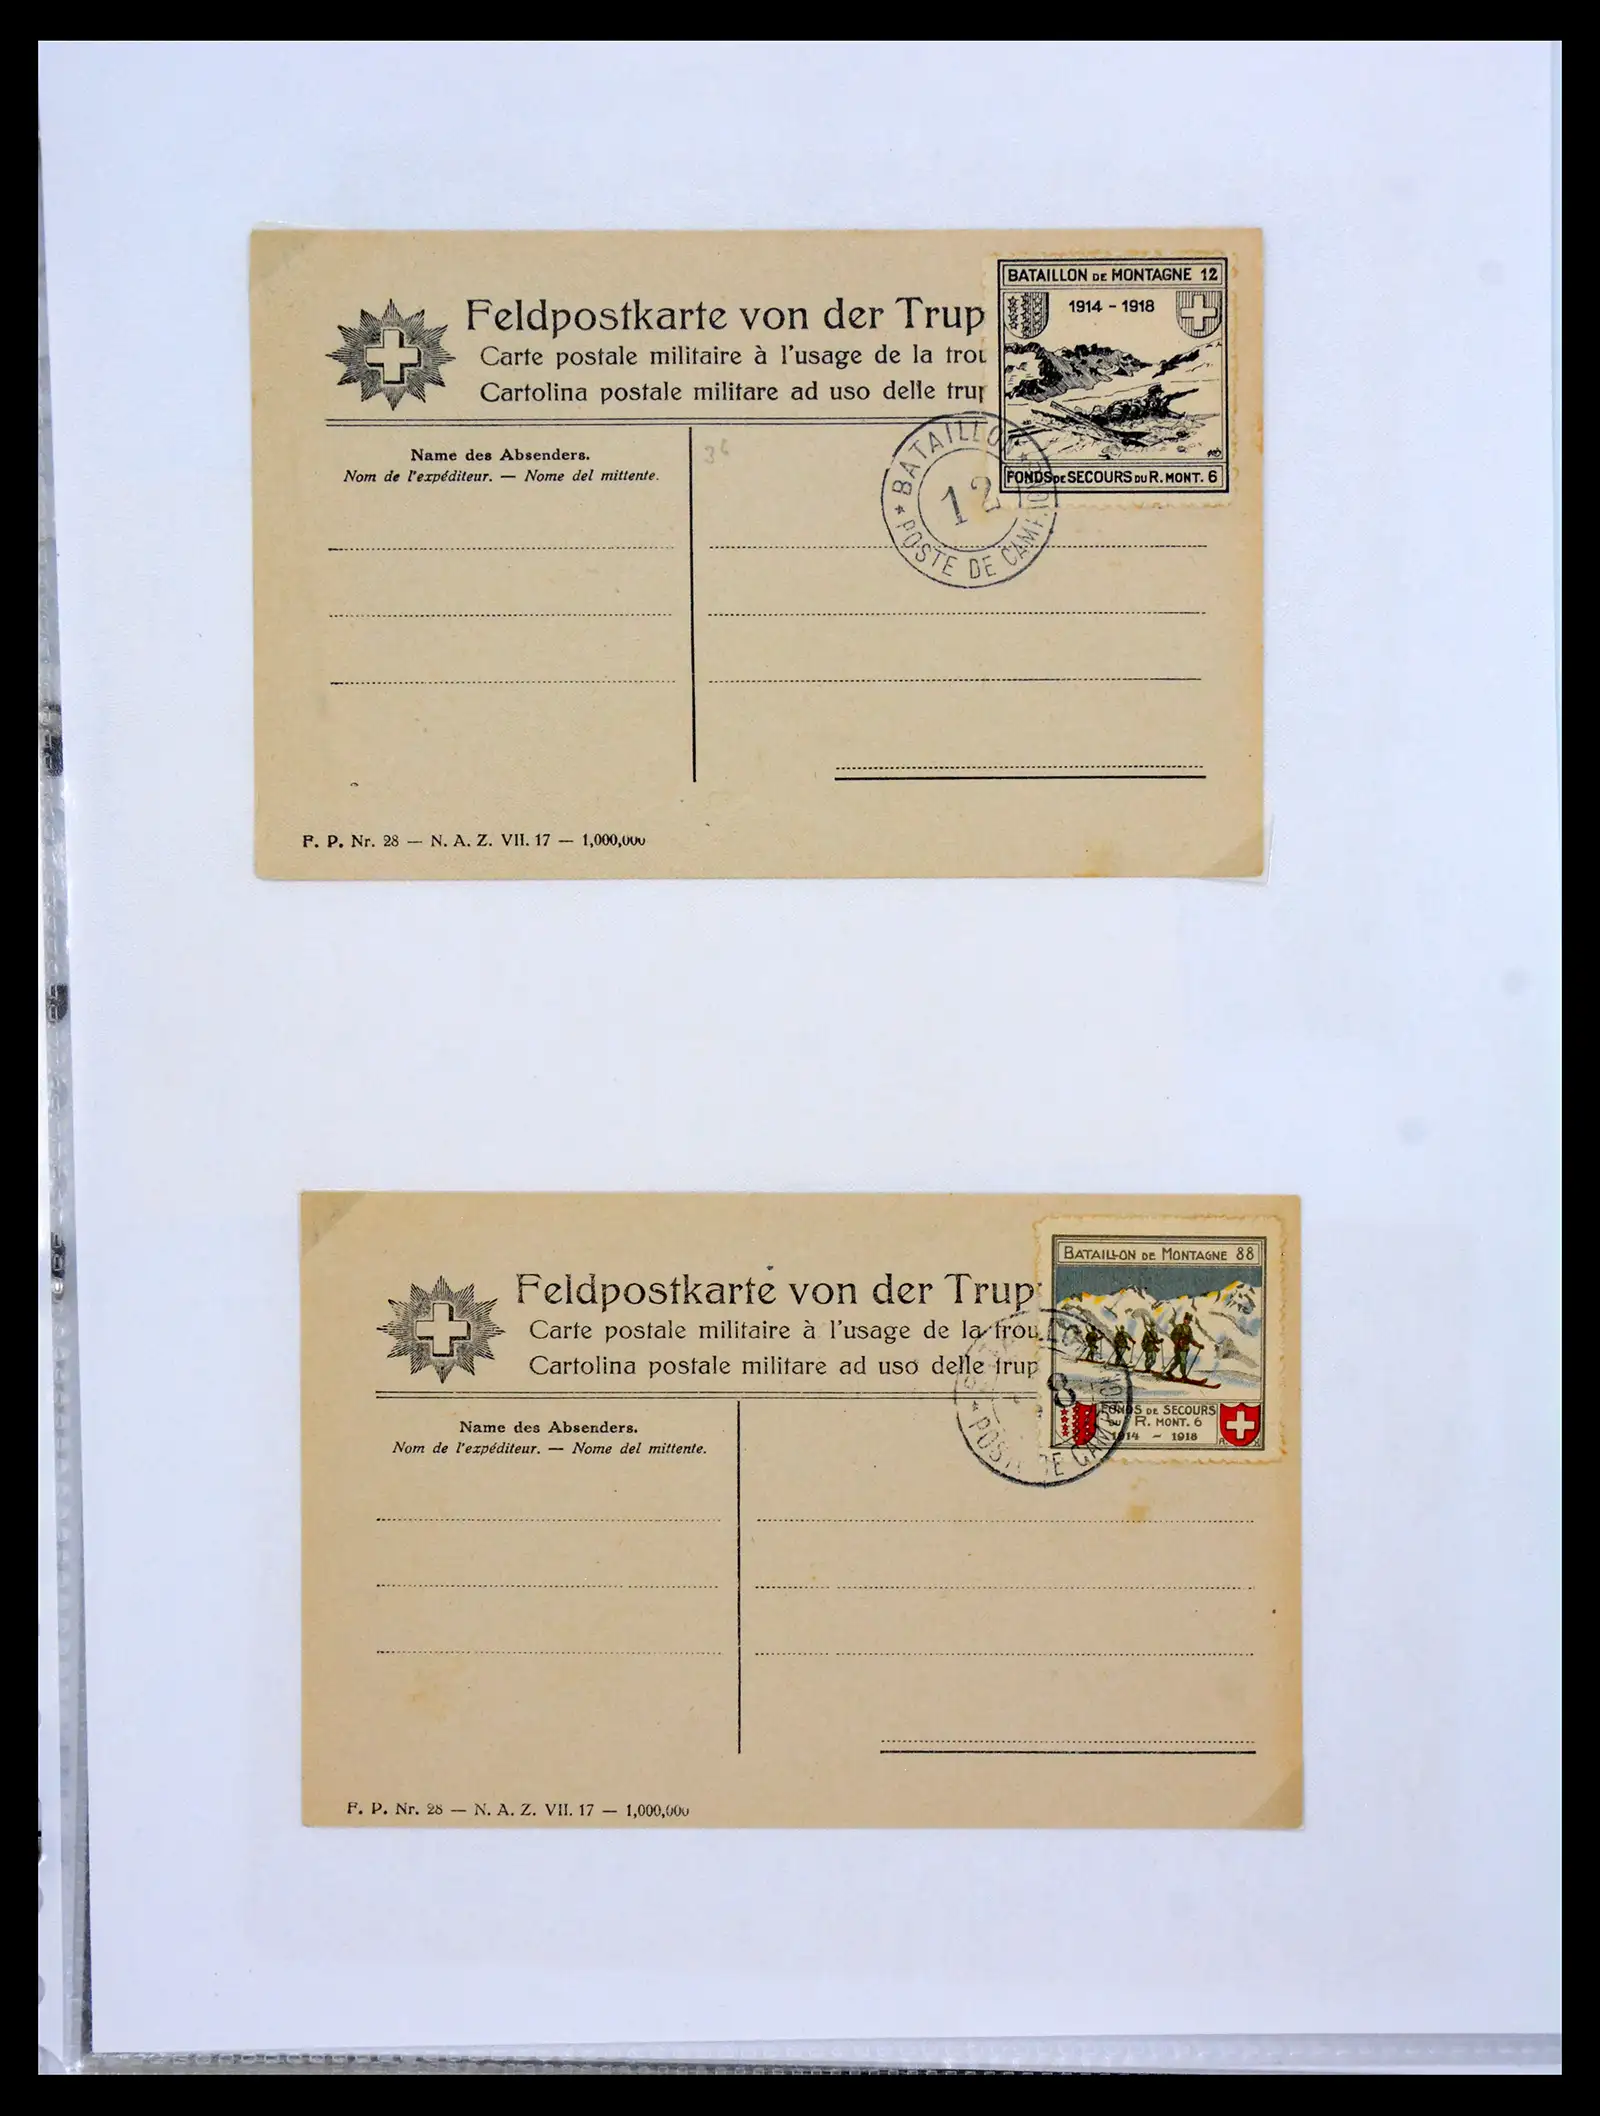 BATAILLON DE MONTAGNE 12
1914 - 1918
FONDS DE SECOURS DU R. MONT. 6
Feldpostkarte von der Trup
Carte postale militaire à l'usage de la trou
Cartolina postale militare ad uso delle trup
BATAILLON
12
* POSTE DE CAMPAGNE *
Name des Absenders.
Nom de l'expéditeur. — Nome del mittente.
36
F. P. Nr. 28 — N. A. Z. VII. 17 — 1,000,000
BATAILLON DE MONTAGNE 88
FONDS DE SECOURS
DU R. MONT. 6
1914 ~ 1918
Feldpostkarte von der Trup
Carte postale militaire à l'usage de la trou
Cartolina postale militare ad uso delle trup
8
* POSTE DE CAMP
Name des Absenders.
Nom de l'expéditeur. — Nome del mittente.
F. P. Nr. 28 — N. A. Z. VII. 17 — 1,000,000